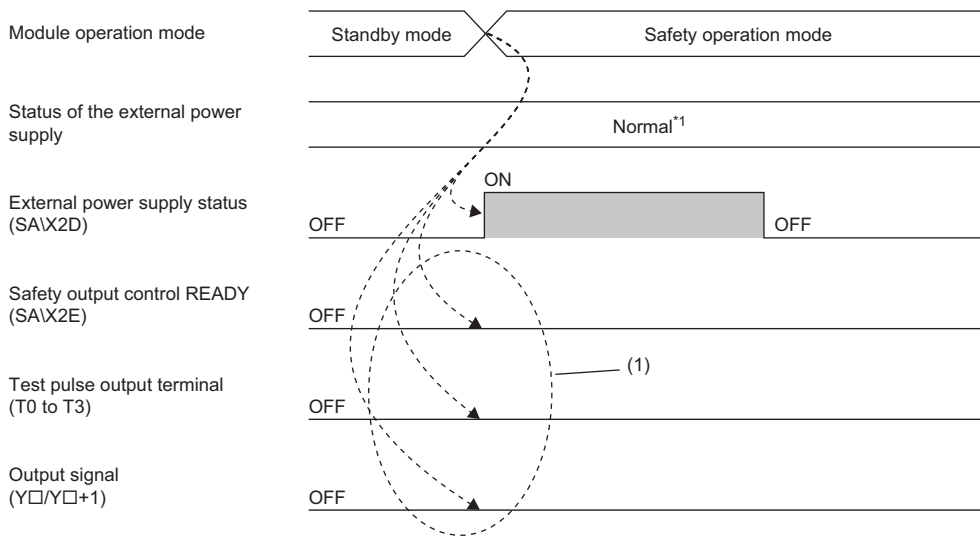 Module operation mode
Standby mode
Safety operation mode
Status of the external power
supply
Normal*1
External power supply status
(SA\X2D)
OFF
ON
OFF
Safety output control READY
(SA\X2E)
OFF
(1)
Test pulse output terminal
(T0 to T3)
OFF
Output signal
(Y□/Y□+1)
OFF